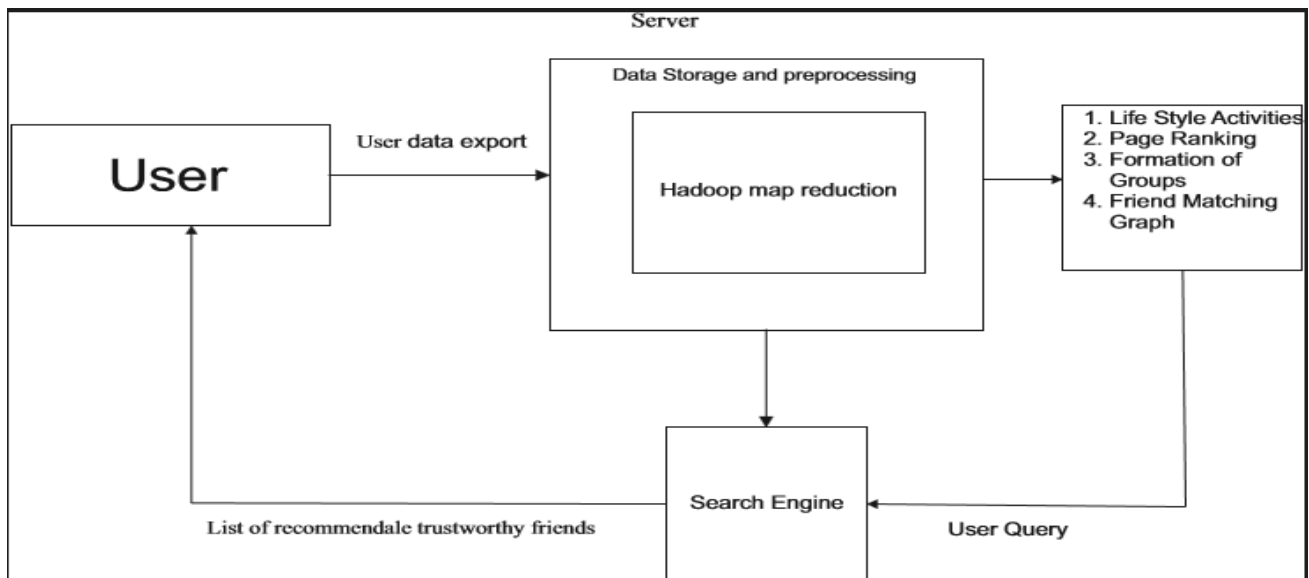 Server
Data Storage and preprocessing
User
User data export
Hadoop map reduction
1. Life Style Activities
2. Page Ranking
3. Formation of
Groups
4. Friend Matching
Graph
Search Engine
List of recommendale trustworthy friends
User Query